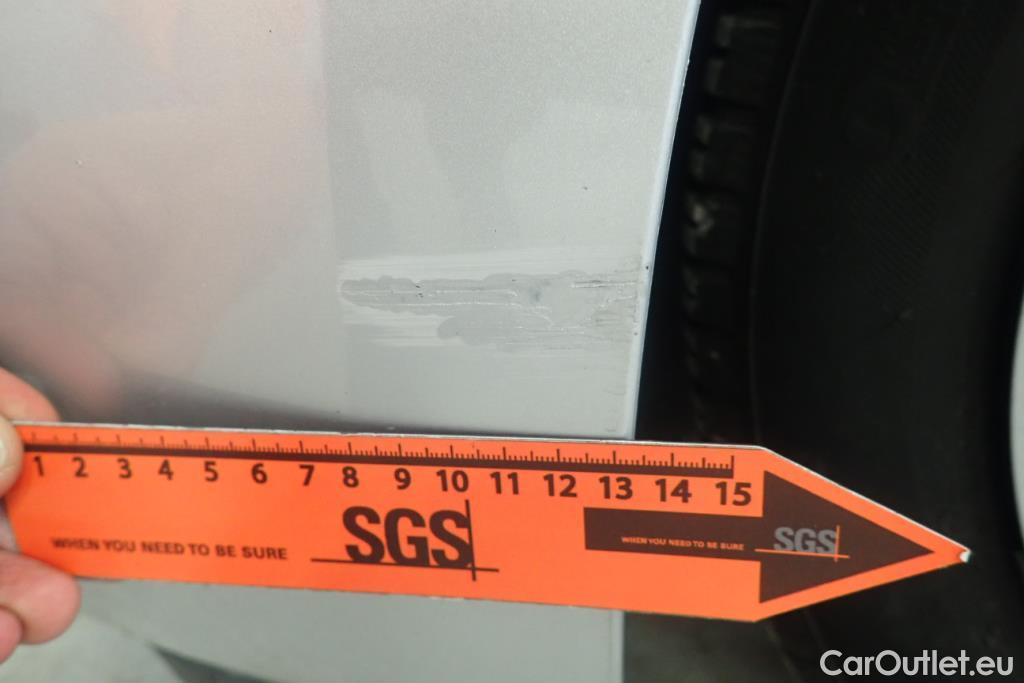 1 2 3 4 5 6 7 8 9 10 11 12 13 14 15
SGS
WHEN YOU NEED TO BE SURE
WHEN YOU NEED TO BE SURE
SGS
CarOutlet.eu